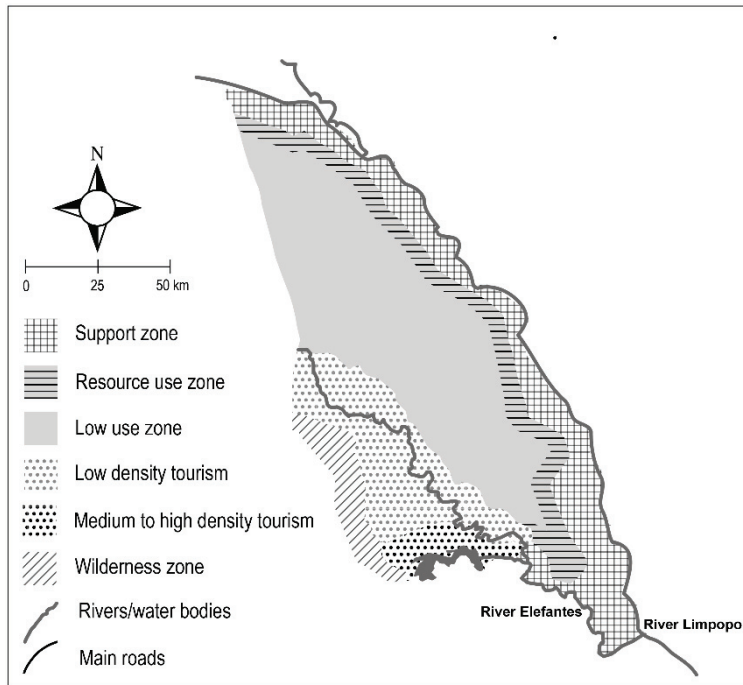 N
0 25 50 km
Support zone
Resource use zone
Low use zone
Low density tourism
Medium to high density tourism
Wilderness zone
Rivers/water bodies
Main roads
River Elefantes
River Limpopo